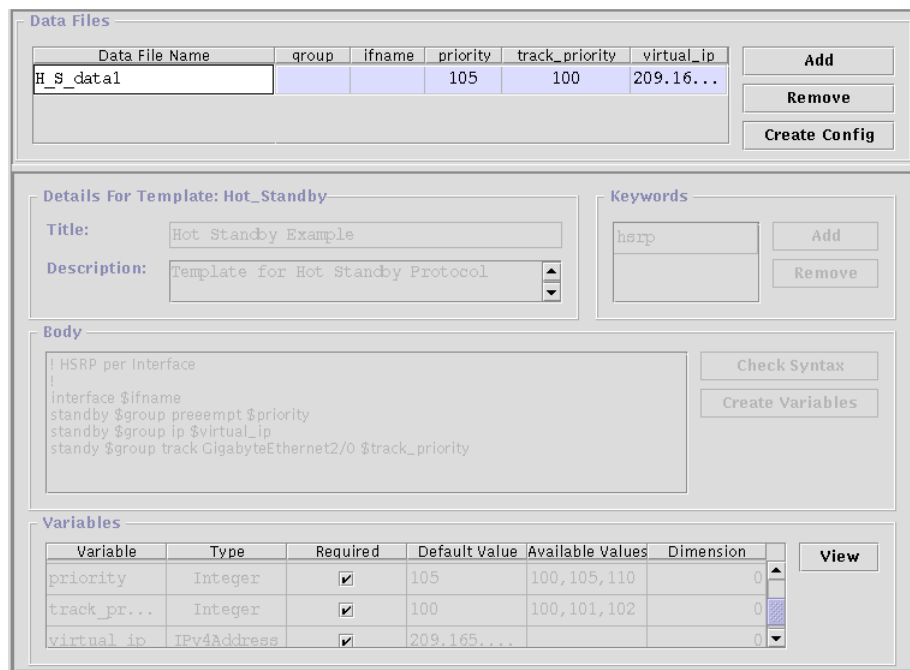 Data Files
Data File Name group ifname priority track_priority virtual_ip
H_S_data1 105 100 209.16...
Add
Remove
Create Config
Details For Template: Hot_Standby
Title: Hot Standby Example
Description: Template for Hot Standby Protocol
Keywords
hsrp
Add
Remove
Body
! HSRP per Interface
!
interface $ifname
standby $group preeempt $priority
standby $group ip $virtual_ip
standy $group track GigabyteEthernet2/0 $track_priority
Check Syntax
Create Variables
Variables
Variable Type Required Default Value Available Values Dimension
priority Integer 105 100,105,110 0
track_pr... Integer 100 100,101,102 0
virtual_ip IPv4Address 209.165.... 0
View